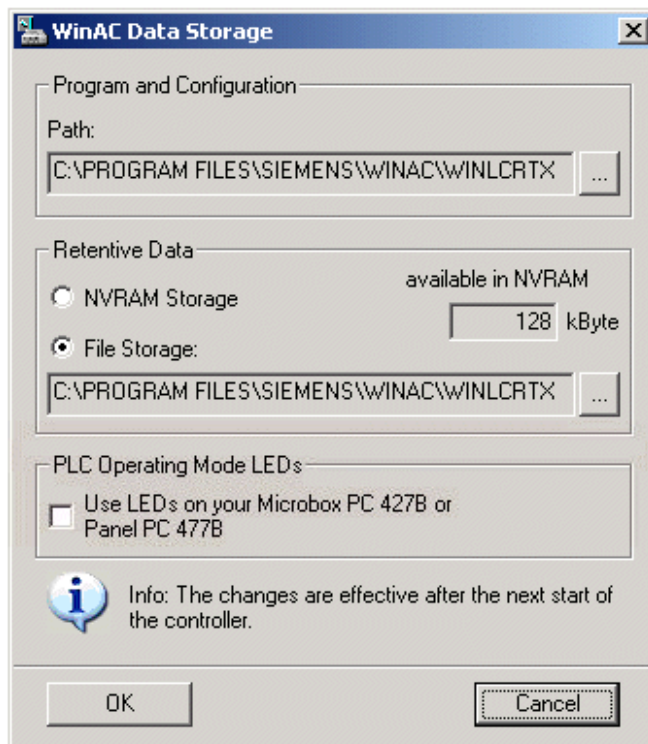 WinAC Data Storage
Program and Configuration
Path:
C:\PROGRAM FILES\SIEMENS\WINAC\WINLCRTX
...
Retentive Data
NVRAM Storage
available in NVRAM
128 kByte
File Storage:
C:\PROGRAM FILES\SIEMENS\WINAC\WINLCRTX
...
PLC Operating Mode LEDs
Use LEDs on your Microbox PC 427B or
Panel PC 477B
Info: The changes are effective after the next start of
the controller.
OK
Cancel